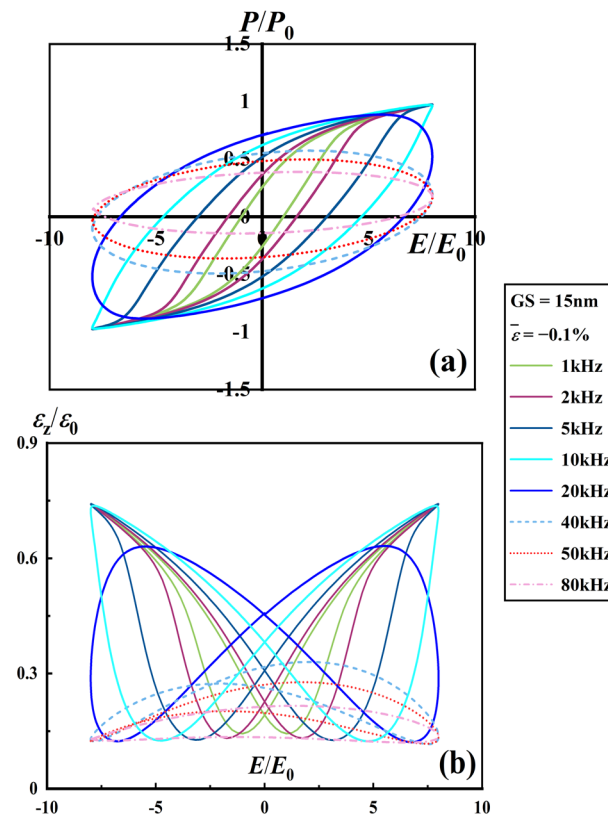 P/P0
1.5
1
0.5
0
-0.5
-1
-1.5
-10
-5
5
10
E/E0
(a)
GS = 15nm
ε̅ = −0.1%
1kHz
2kHz
5kHz
10kHz
20kHz
40kHz
50kHz
80kHz
εz/ε0
0.9
0.6
0.3
0
E/E0
(b)
-10
-5
0
5
10